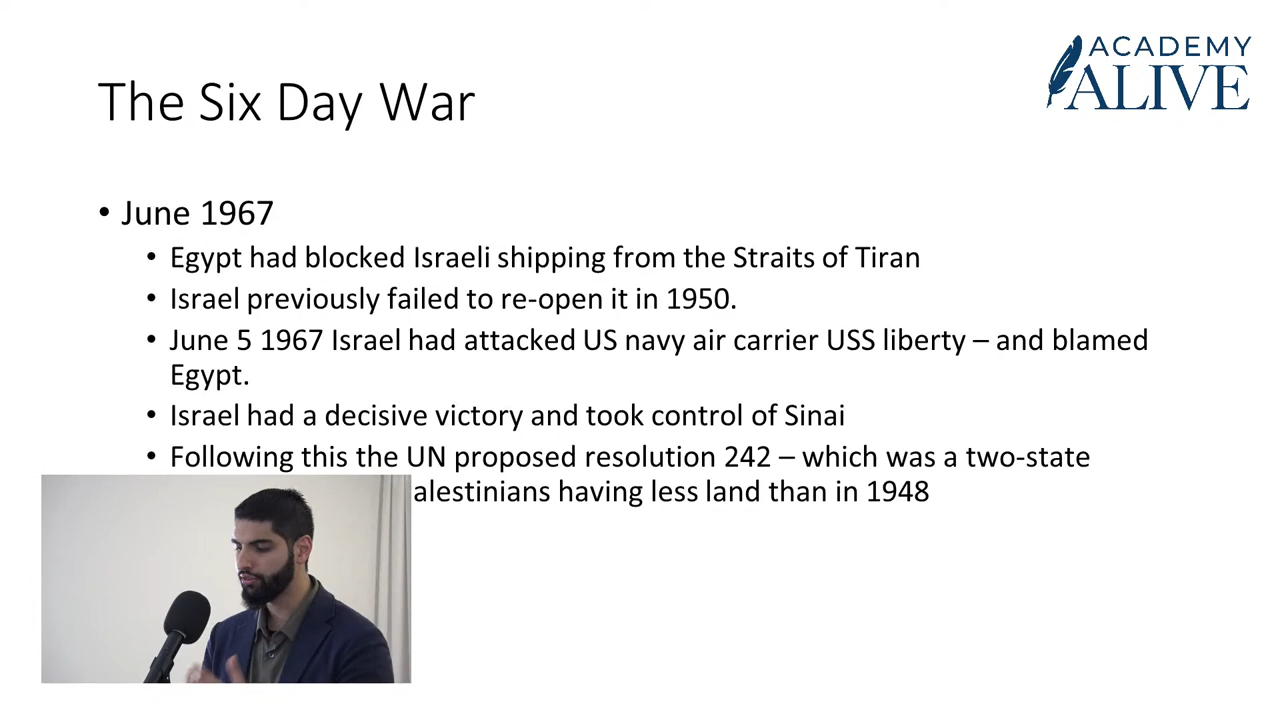 ACADEMY
ALIVE
The Six Day War
• June 1967
• Egypt had blocked Israeli shipping from the Straits of Tiran
• Israel previously failed to re-open it in 1950.
• June 5 1967 Israel had attacked US navy air carrier USS liberty – and blamed
Egypt.
• Israel had a decisive victory and took control of Sinai
• Following this the UN proposed resolution 242 – which was a two-state
alestinians having less land than in 1948